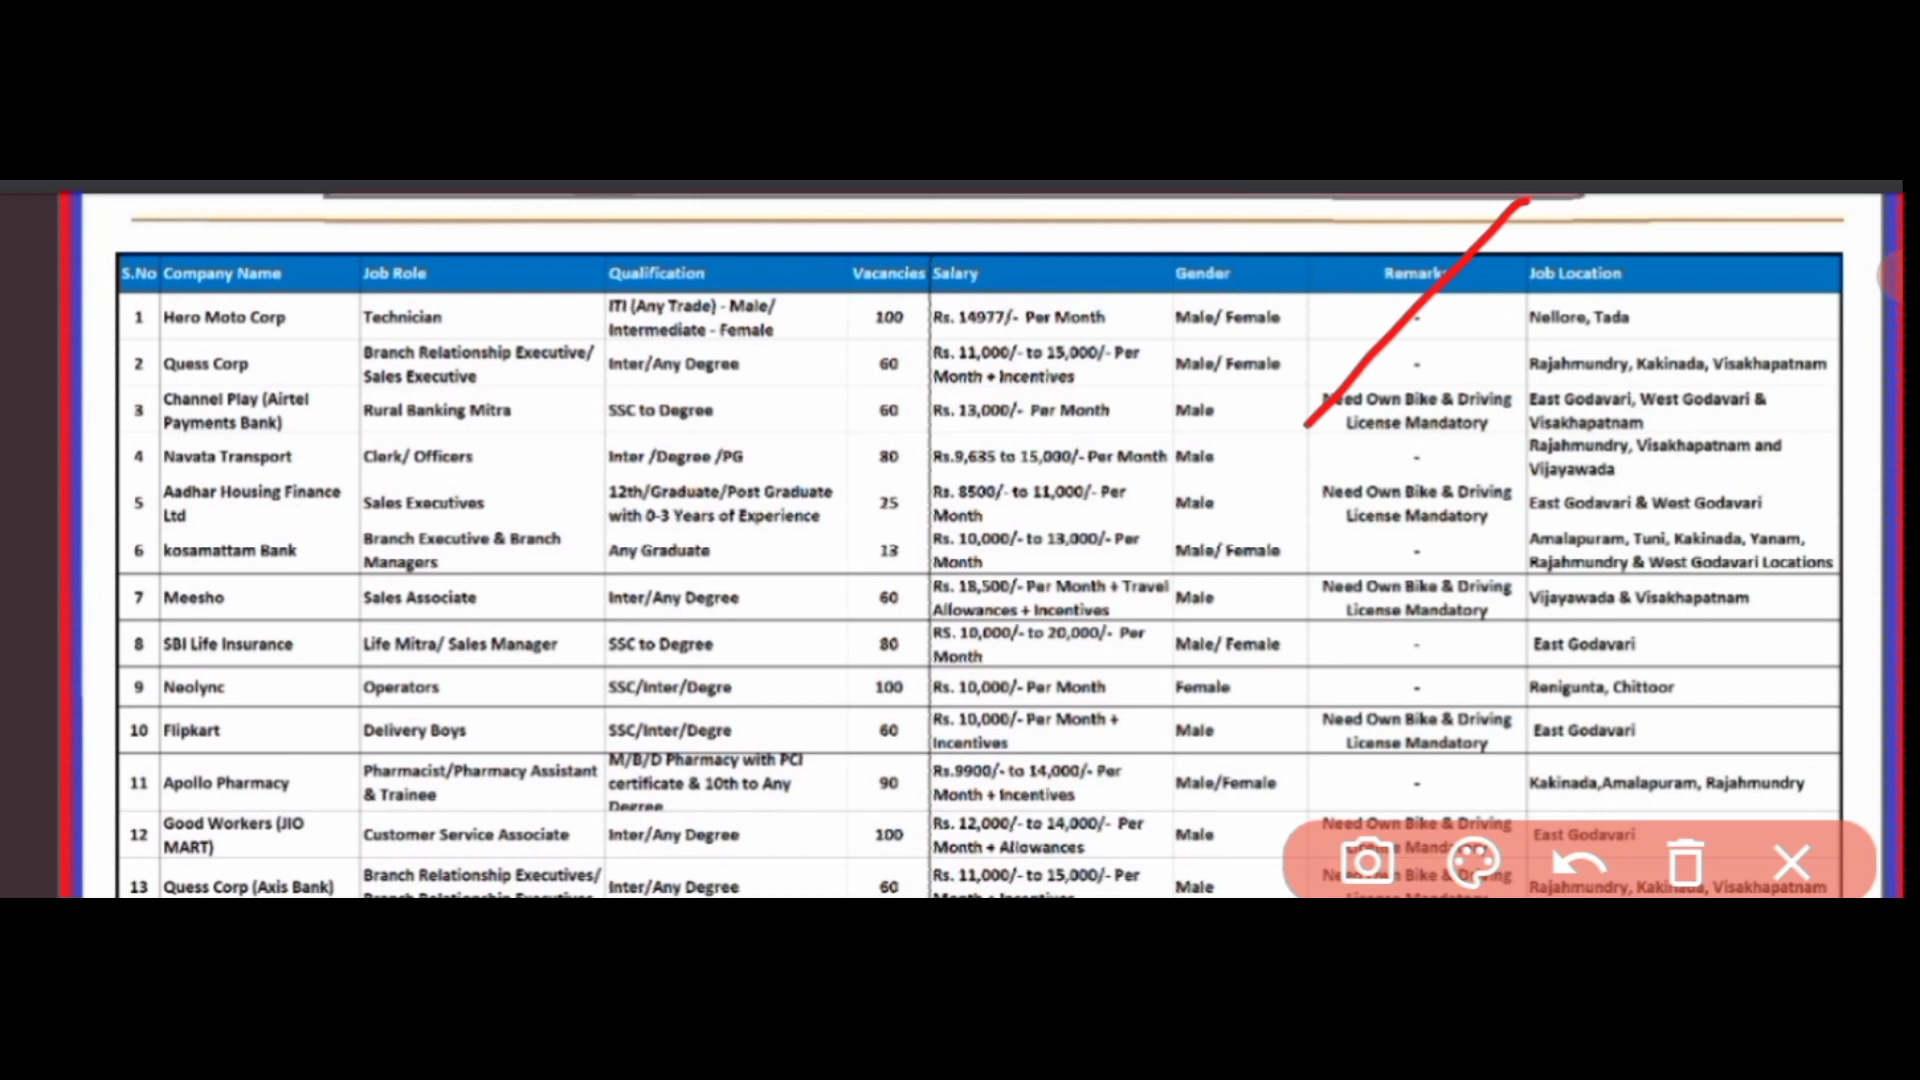 S.No Company Name Job Role Qualification Vacancies Salary Gender Remark Job Location
1 Hero Moto Corp Technician ITI (Any Trade) - Male/ Intermediate - Female 100 Rs. 14977/- Per Month Male/ Female - Nellore, Tada
2 Quess Corp Branch Relationship Executive/ Sales Executive Inter/Any Degree 60 Rs. 11,000/- to 15,000/- Per Month + Incentives Male/ Female - Rajahmundry, Kakinada, Visakhapatnam
3 Channel Play (Airtel Payments Bank) Rural Banking Mitra SSC to Degree 60 Rs. 13,000/- Per Month Male Need Own Bike & Driving License Mandatory East Godavari, West Godavari & Visakhapatnam
4 Navata Transport Clerk/ Officers Inter /Degree /PG 80 Rs.9,635 to 15,000/- Per Month Male - Rajahmundry, Visakhapatnam and Vijayawada
5 Aadhar Housing Finance Ltd Sales Executives 12th/Graduate/Post Graduate with 0-3 Years of Experience 25 Rs. 8500/- to 11,000/- Per Month Male Need Own Bike & Driving License Mandatory East Godavari & West Godavari
6 kosamattam Bank Branch Executive & Branch Managers Any Graduate 13 Rs. 10,000/- to 13,000/- Per Month Male/ Female - Amalapuram, Tuni, Kakinada, Yanam, Rajahmundry & West Godavari Locations
7 Meesho Sales Associate Inter/Any Degree 60 Rs. 18,500/- Per Month + Travel Allowances + Incentives Male Need Own Bike & Driving License Mandatory Vijayawada & Visakhapatnam
8 SBI Life Insurance Life Mitra/ Sales Manager SSC to Degree 80 RS. 10,000/- to 20,000/- Per Month Male/ Female - East Godavari
9 Neolync Operators SSC/Inter/Degre 100 Rs. 10,000/- Per Month Female - Renigunta, Chittoor
10 Flipkart Delivery Boys SSC/Inter/Degre 60 Rs. 10,000/- Per Month + Incentives Male Need Own Bike & Driving License Mandatory East Godavari
11 Apollo Pharmacy Pharmacist/Pharmacy Assistant & Trainee M/B/D Pharmacy with PCI certificate & 10th to Any Degree 90 Rs.9900/- to 14,000/- Per Month + Incentives Male/Female - Kakinada,Amalapuram, Rajahmundry
12 Good Workers (JIO MART) Customer Service Associate Inter/Any Degree 100 Rs. 12,000/- to 14,000/- Per Month + Allowances Male Need Own Bike & Driving License East Godavari
13 Quess Corp (Axis Bank) Branch Relationship Executives/ Inter/Any Degree 60 Rs. 11,000/- to 15,000/- Per Male Rajahmundry, Kakinada, Visakhapatnam